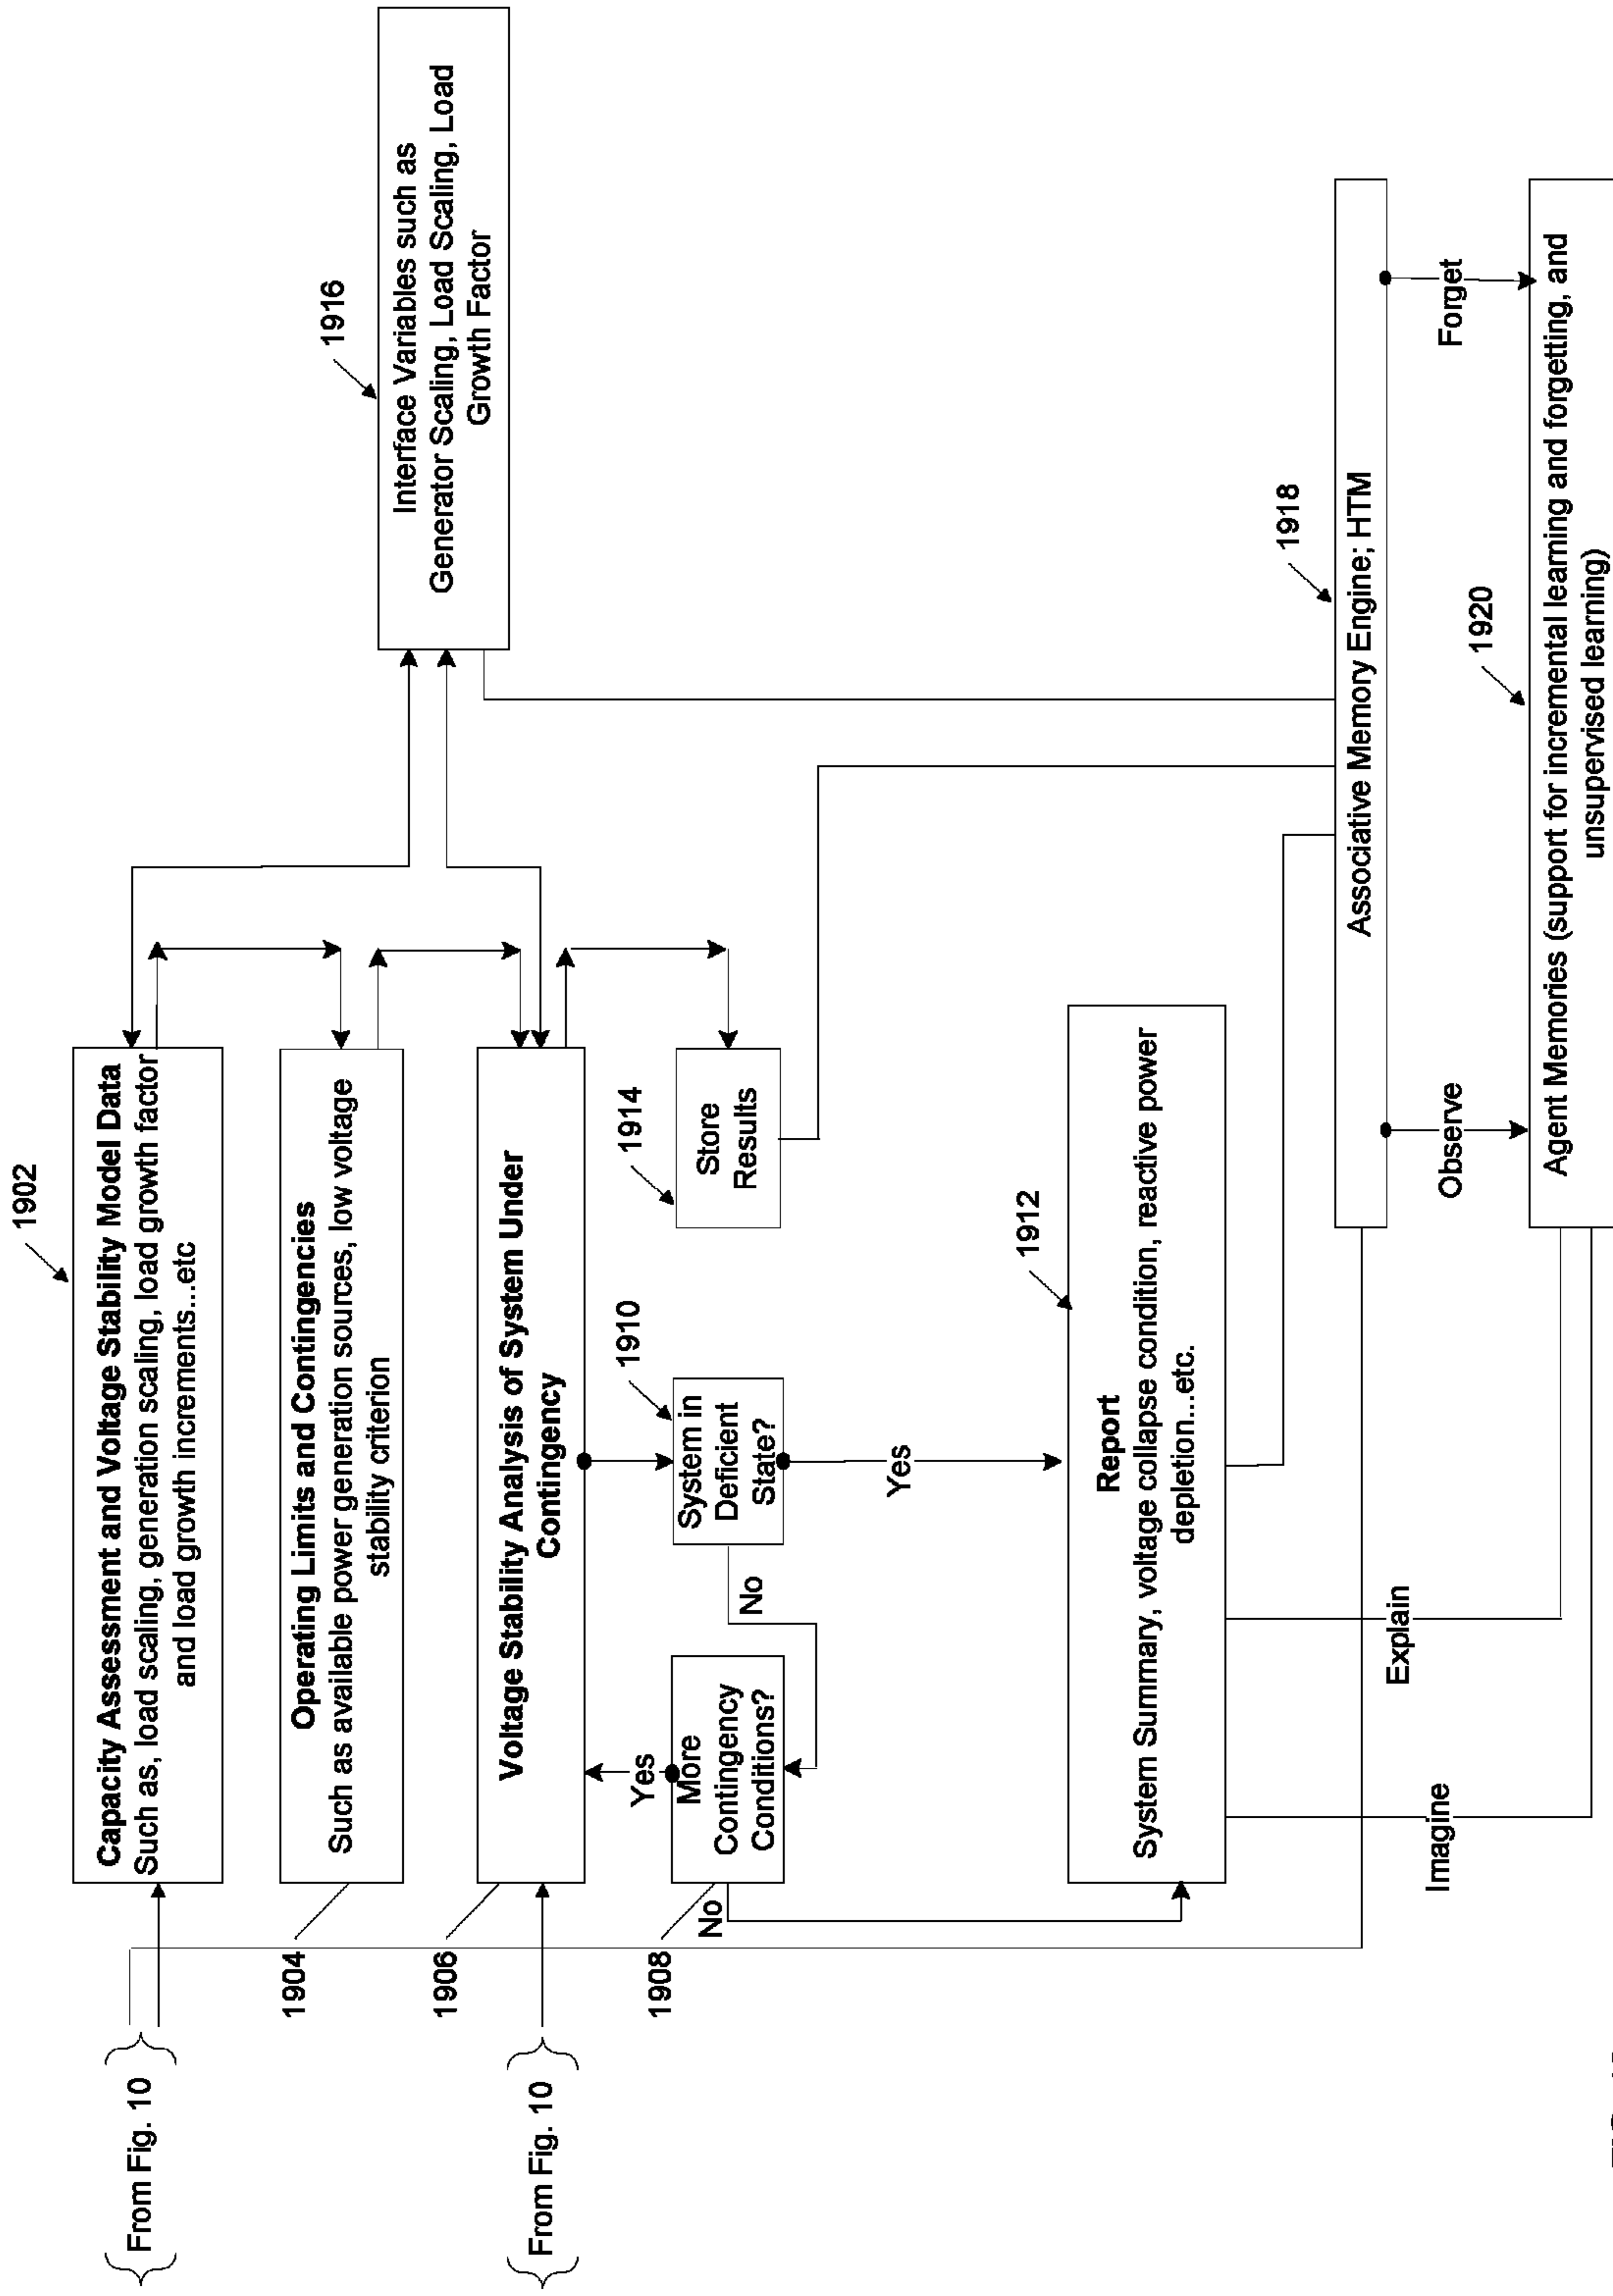 1902
Capacity Assessment and Voltage Stability Model Data
Such as, load scaling, generation scaling, load growth factor
and load growth increments...etc
From Fig. 10
1904
Operating Limits and Contingencies
Such as available power generation sources, low voltage
stability criterion
1916
Interface Variables such as
Generator Scaling, Load Scaling, Load
Growth Factor
1906
Voltage Stability Analysis of System Under
Contingency
From Fig. 10
1908
More
Contingency
Conditions?
Yes
No
No
1910
System in
Deficient
State?
Yes
1914
Store
Results
1912
Report
System Summary, voltage collapse condition, reactive power
depletion...etc.
1918
Associative Memory Engine; HTM
Imagine
Explain
Observe
Forget
1920
Agent Memories (support for incremental learning and forgetting, and
unsupervised learning)